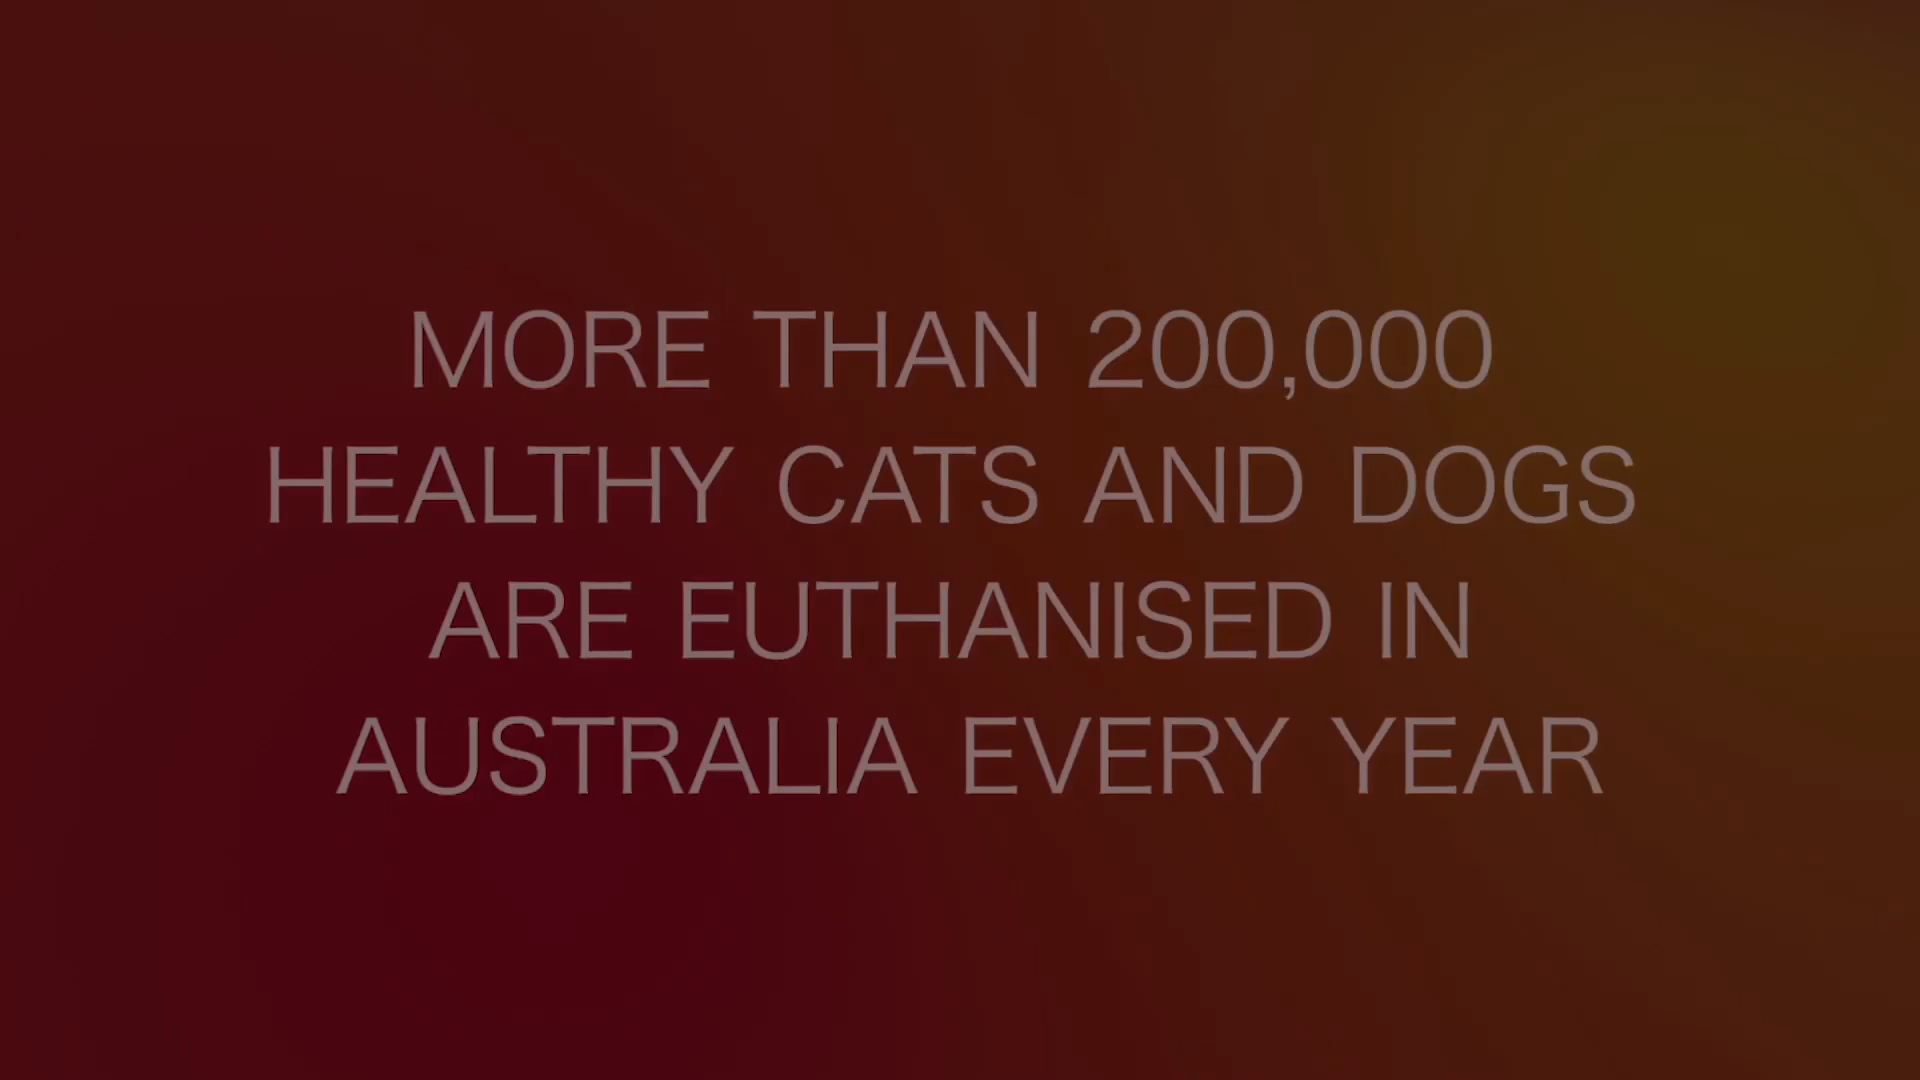 MORE THAN 200,000
HEALTHY CATS AND DOGS
ARE EUTHANISED IN
AUSTRALIA EVERY YEAR